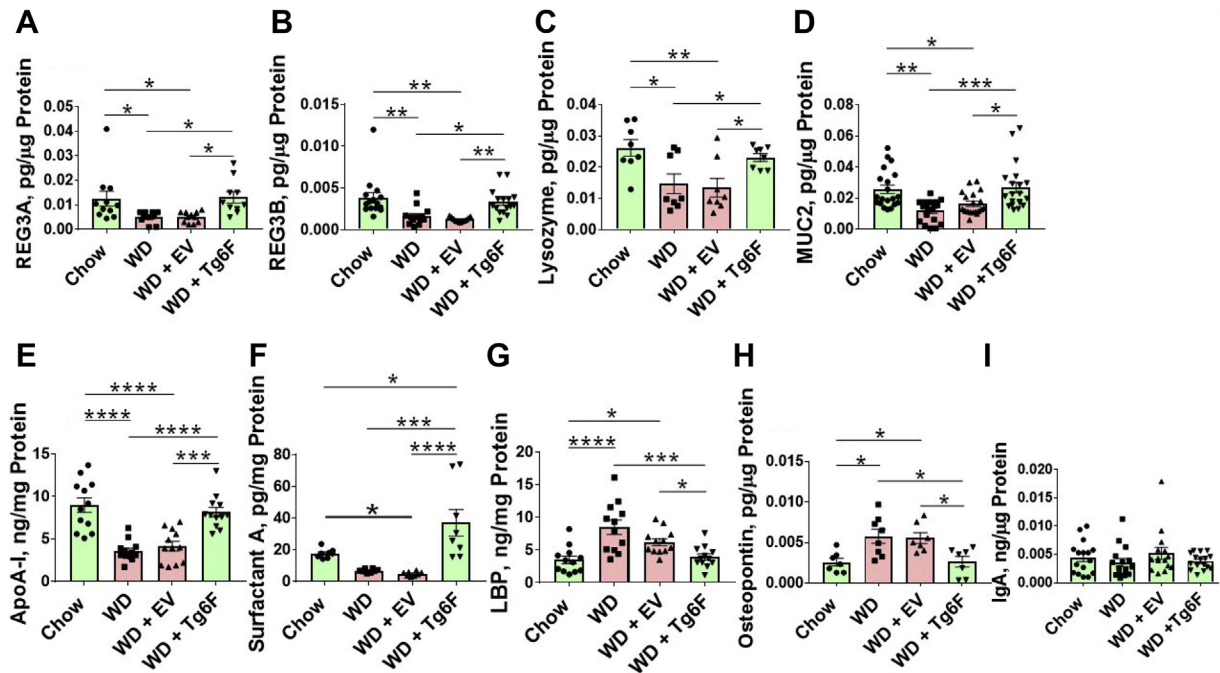 A
REG3A, pg/µg Protein
0.05
0.04
0.03
0.02
0.01
0.00
*
*
*
*
Chow
WD
WD + EV
WD + Tg6F
B
REG3B, pg/µg Protein
0.015
0.010
0.005
0.000
**
**
*
**
Chow
WD
WD + EV
WD + Tg6F
C
Lysozyme, pg/µg Protein
0.04
0.03
0.02
0.01
0.00
**
*
*
*
Chow
WD
WD + EV
WD + Tg6F
D
MUC2, pg/µg Protein
0.08
0.06
0.04
0.02
0.00
*
**
***
*
Chow
WD
WD + EV
WD +Tg6F
E
ApoA-I, ng/mg Protein
15
10
5
0
****
****
****
***
Chow
WD
WD + EV
WD + Tg6F
F
Surfactant A, pg/mg Protein
80
60
40
20
0
*
***
****
*
Chow
WD
WD + EV
WD + Tg6F
G
LBP, ng/mg Protein
20
15
10
5
0
*
****
***
*
Chow
WD
WD + EV
WD + Tg6F
H
Osteopontin, pg/µg Protein
0.015
0.010
0.005
0.000
*
*
*
*
Chow
WD
WD + EV
WD + Tg6F
I
IgA, ng/µg Protein
0.020
0.015
0.010
0.005
0.000
Chow
WD
WD + EV
WD +Tg6F